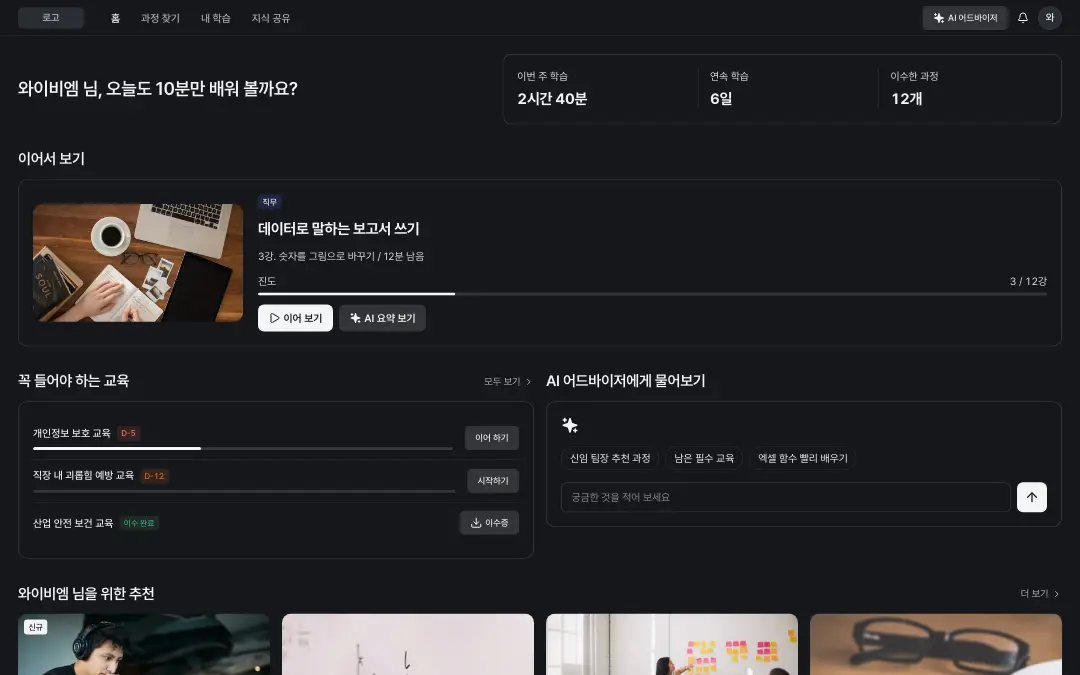 로고
홈
과정 찾기
내 학습
지식 공유
AI 어드바이저
와
와이비엠 님, 오늘도 10분만 배워 볼까요?
이번 주 학습
2시간 40분
연속 학습
6일
이수한 과정
12개
이어서 보기
직무
데이터로 말하는 보고서 쓰기
3강. 숫자를 그림으로 바꾸기 / 12분 남음
진도
3 / 12강
이어 보기
AI 요약 보기
꼭 들어야 하는 교육
모두 보기
개인정보 보호 교육
D-5
이어 하기
직장 내 괴롭힘 예방 교육
D-12
시작하기
산업 안전 보건 교육
이수 완료
이수증
AI 어드바이저에게 물어보기
신임 팀장 추천 과정
남은 필수 교육
엑셀 함수 빨리 배우기
궁금한 것을 적어 보세요
와이비엠 님을 위한 추천
더 보기
신규
SOUL